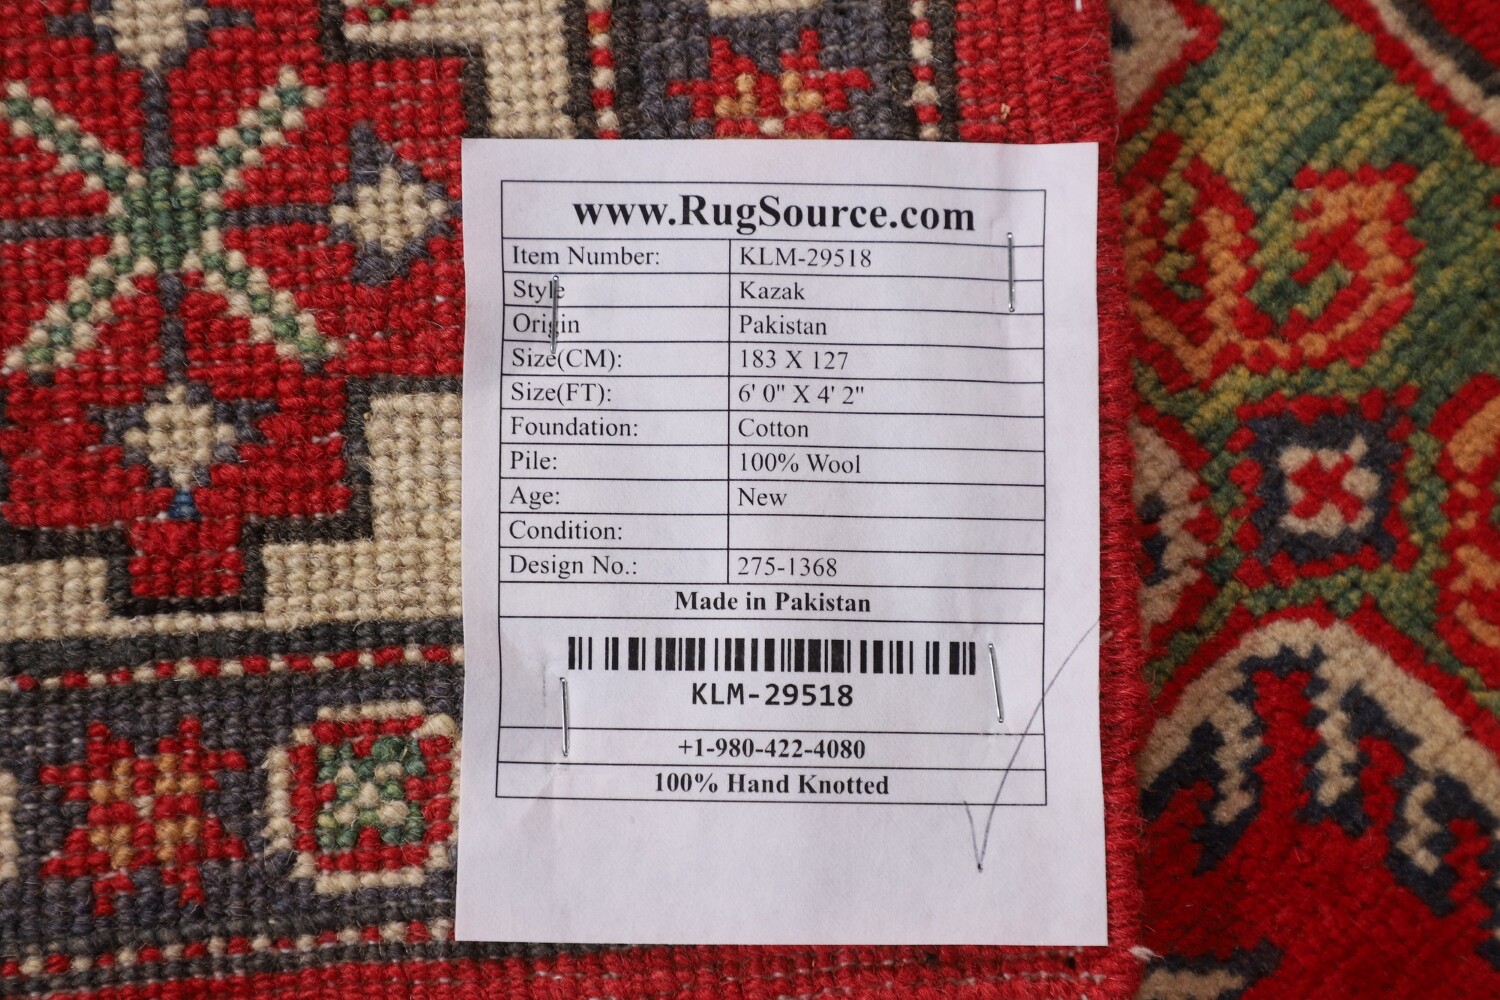 www.RugSource.com
Item Number: KLM-29518
Style Kazak
Origin Pakistan
Size(CM): 183 X 127
Size(FT): 6' 0" X 4' 2"
Foundation: Cotton
Pile: 100% Wool
Age: New
Condition:
Design No.: 275-1368
Made in Pakistan
KLM-29518
+1-980-422-4080
100% Hand Knotted